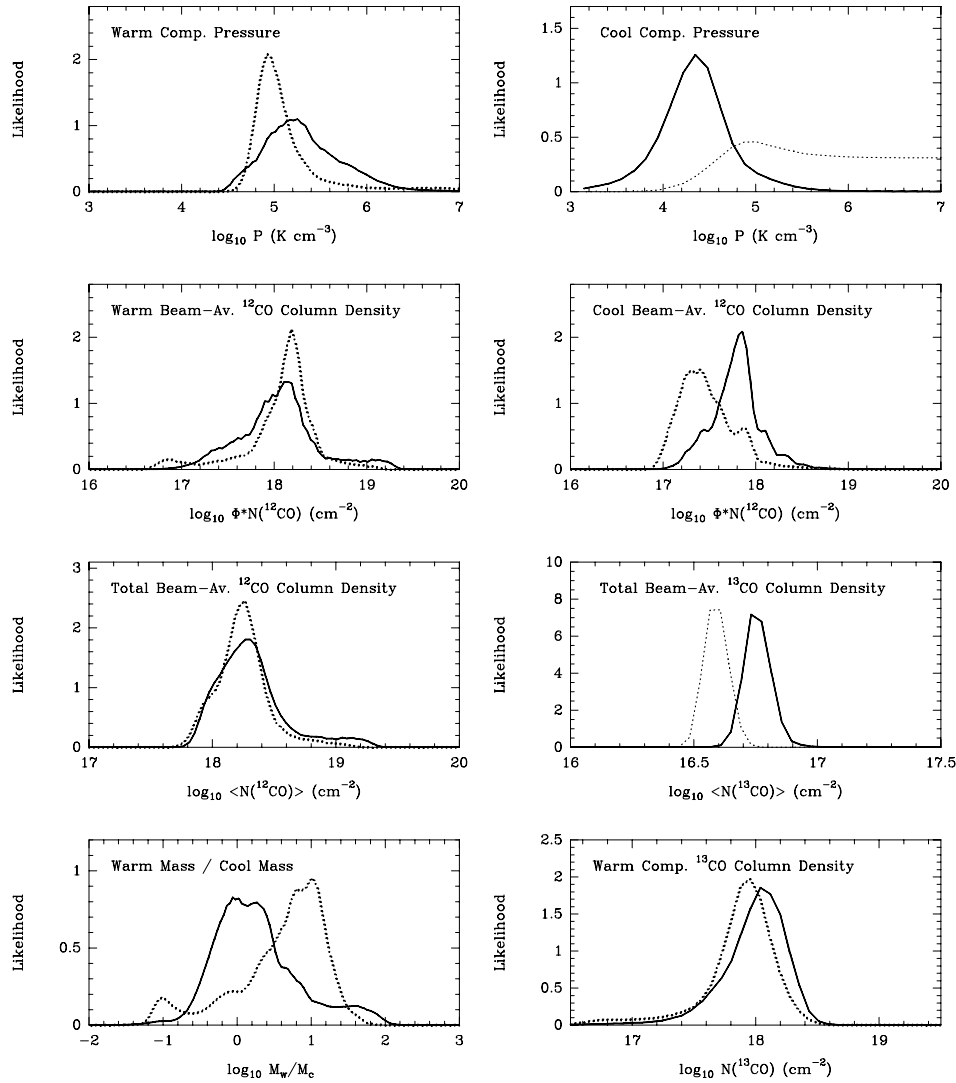 Warm Comp. Pressure
Likelihood
0
1
2
3
4
5
6
7
log₁₀ P (K cm⁻³)
Cool Comp. Pressure
Likelihood
0
0.5
1
1.5
3
4
5
6
7
log₁₀ P (K cm⁻³)
Warm Beam-Av. ¹²CO Column Density
Likelihood
0
1
2
16
17
18
19
20
log₁₀ Φ*N(¹²CO) (cm⁻²)
Cool Beam-Av. ¹²CO Column Density
Likelihood
0
1
2
16
17
18
19
20
log₁₀ Φ*N(¹²CO) (cm⁻²)
Total Beam-Av. ¹²CO Column Density
Likelihood
0
1
2
3
17
18
19
20
log₁₀ <N(¹²CO)> (cm⁻²)
Total Beam-Av. ¹³CO Column Density
Likelihood
0
2
4
6
8
10
16
16.5
17
17.5
log₁₀ <N(¹³CO)> (cm⁻²)
Warm Mass / Cool Mass
Likelihood
0
0.5
1
-2
-1
0
1
2
3
log₁₀ M_w/M_c
Warm Comp. ¹³CO Column Density
Likelihood
0
0.5
1
1.5
2
2.5
17
18
19
log₁₀ N(¹³CO) (cm⁻²)